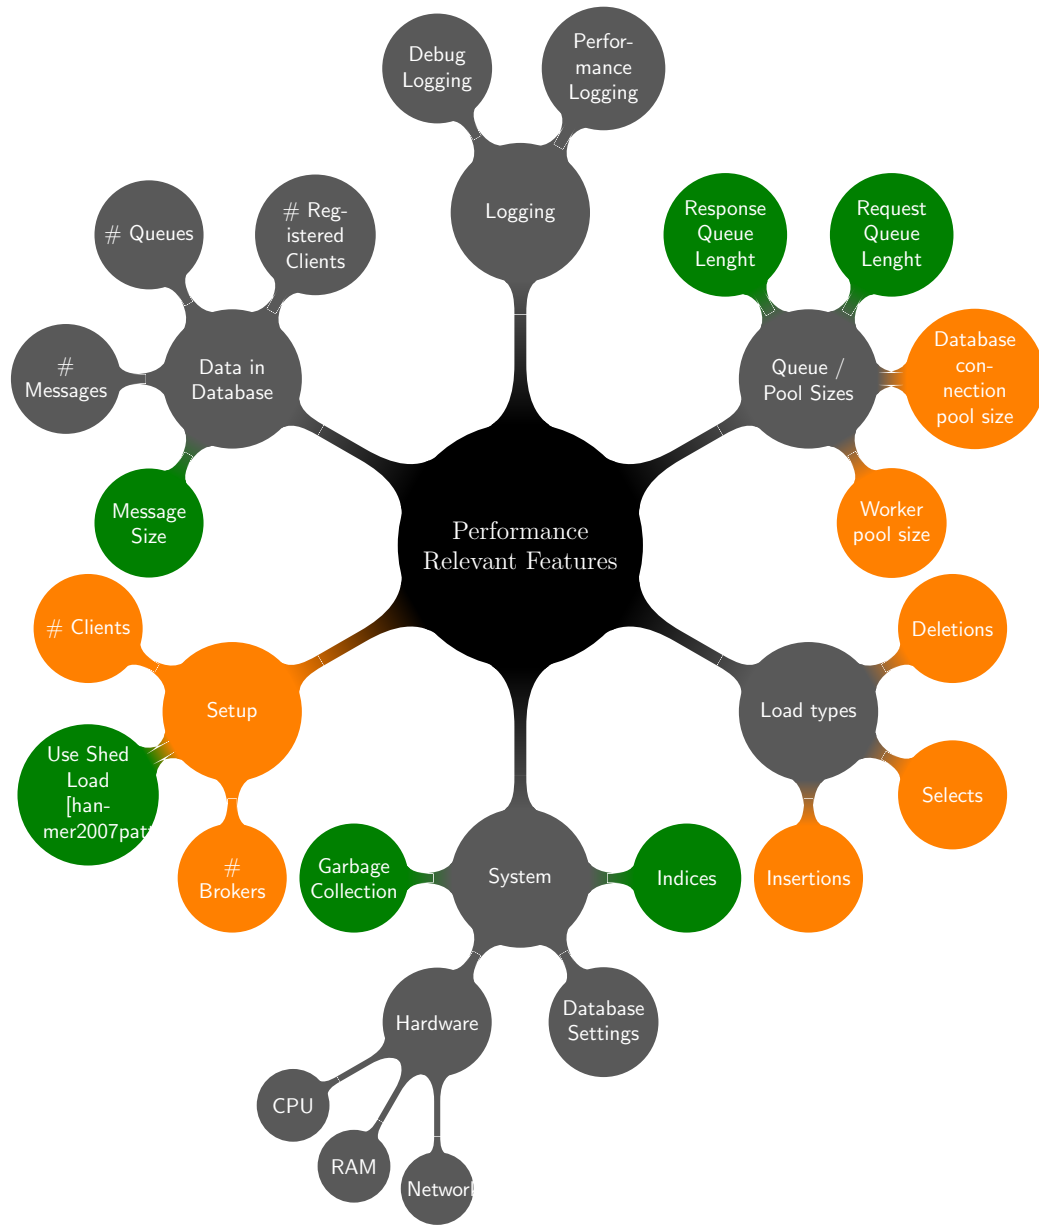 Debug
Logging
Perfor-
mance
Logging
Logging
# Queues
# Reg-
istered
Clients
#
Messages
Data in
Database
Message
Size
Response
Queue
Lenght
Request
Queue
Lenght
Queue /
Pool Sizes
Database
con-
nection
pool size
Worker
pool size
Performance
Relevant Features
# Clients
Setup
Use Shed
Load
[han-
mer2007patt
#
Brokers
Deletions
Load types
Selects
Insertions
Garbage
Collection
System
Indices
Hardware
Database
Settings
CPU
RAM
Network